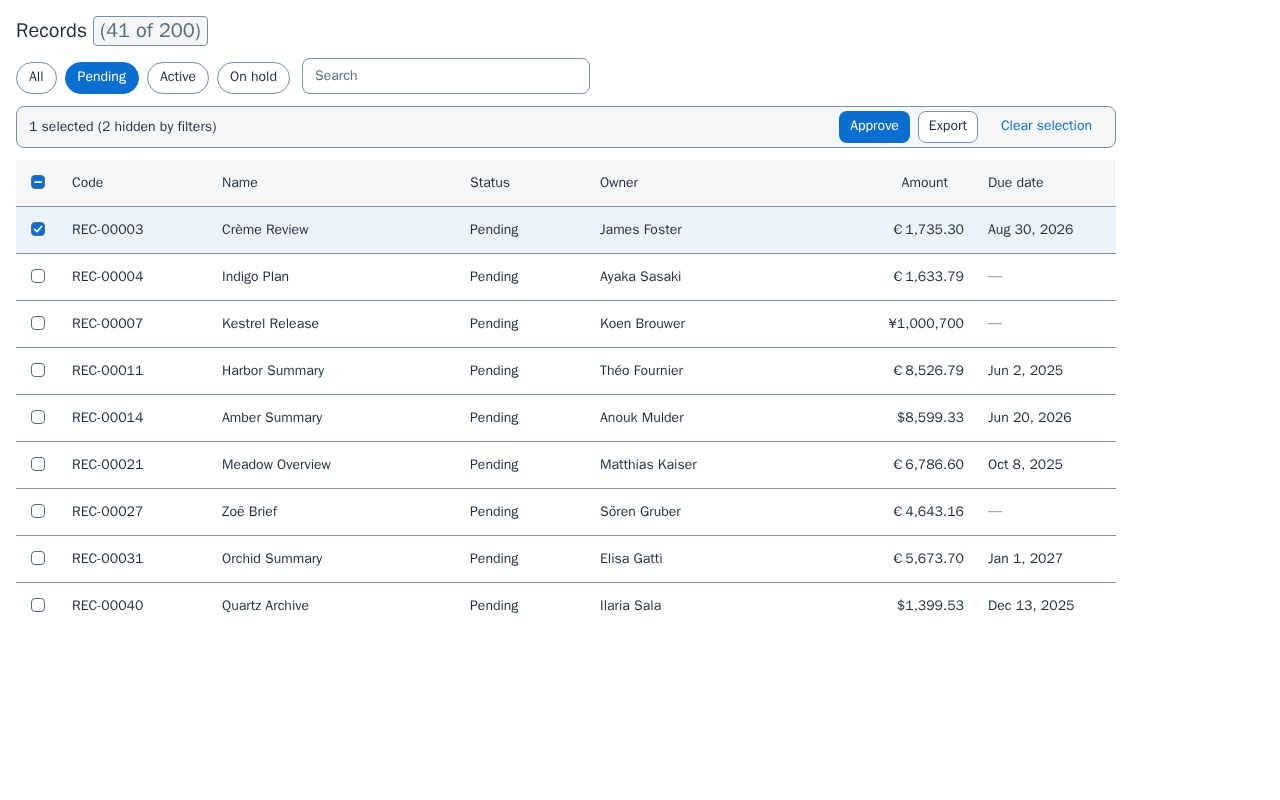 Records (41 of 200)
All Pending Active On hold Search
1 selected (2 hidden by filters) Approve Export Clear selection
Code Name Status Owner Amount Due date
REC-00003 Crème Review Pending James Foster € 1,735.30 Aug 30, 2026
REC-00004 Indigo Plan Pending Ayaka Sasaki € 1,633.79 —
REC-00007 Kestrel Release Pending Koen Brouwer ¥1,000,700 —
REC-00011 Harbor Summary Pending Théo Fournier € 8,526.79 Jun 2, 2025
REC-00014 Amber Summary Pending Anouk Mulder $8,599.33 Jun 20, 2026
REC-00021 Meadow Overview Pending Matthias Kaiser € 6,786.60 Oct 8, 2025
REC-00027 Zoë Brief Pending Sören Gruber € 4,643.16 —
REC-00031 Orchid Summary Pending Elisa Gatti € 5,673.70 Jan 1, 2027
REC-00040 Quartz Archive Pending Ilaria Sala $1,399.53 Dec 13, 2025